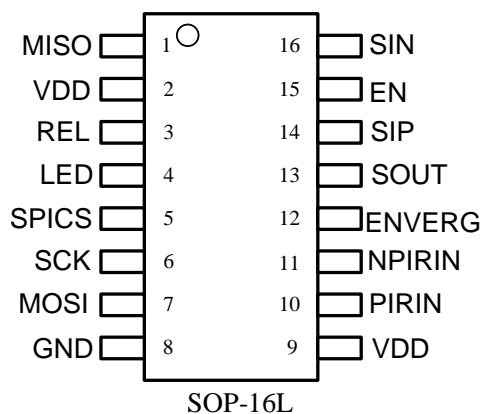 MISO 1 16 SIN
VDD 2 15 EN
REL 3 14 SIP
LED 4 13 SOUT
SPICS 5 12 ENVERG
SCK 6 11 NPIRIN
MOSI 7 10 PIRIN
GND 8 9 VDD
SOP-16L